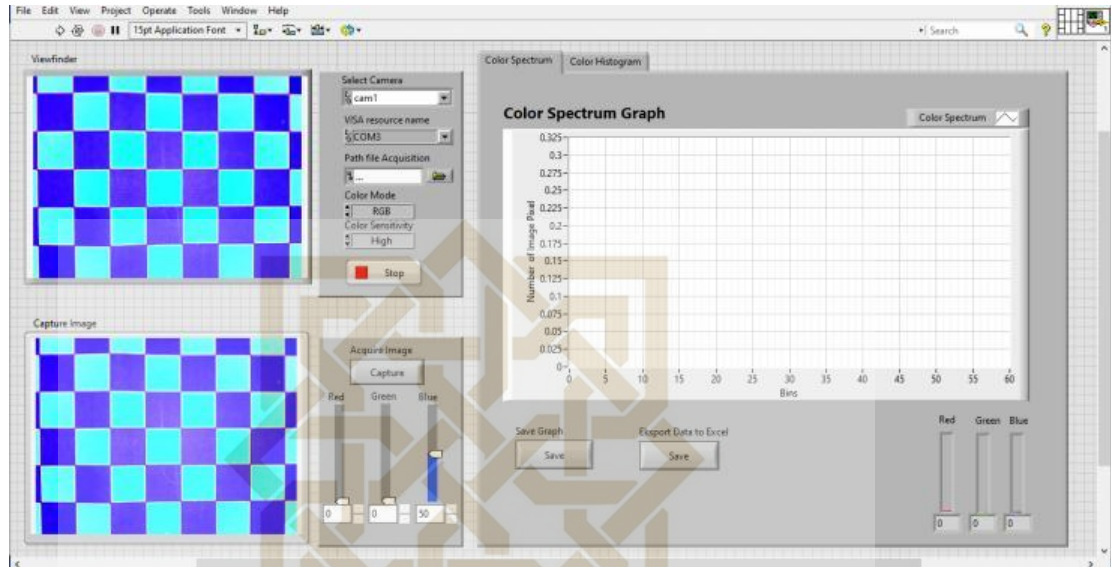 File Edit View Project Operate Tools Window Help
15pt Application Font
Search
Viewfinder
Select Camera
cam1
VISA resource name
COM3
Path file Acquisition
...
Color Mode
RGB
Color Sensitivity
High
Stop
Capture Image
Acquire Image
Capture
Red Green Blue
0 0 50
Color Spectrum Color Histogram
Color Spectrum Graph
Color Spectrum
Number of Image Pixel
0.325
0.3
0.275
0.25
0.225
0.2
0.175
0.15
0.125
0.1
0.075
0.05
0.025
0
0 5 10 15 20 25 30 35 40 45 50 55 60
Bins
Save Graph
Save
Eksport Data to Excel
Save
Red Green Blue
0 0 0